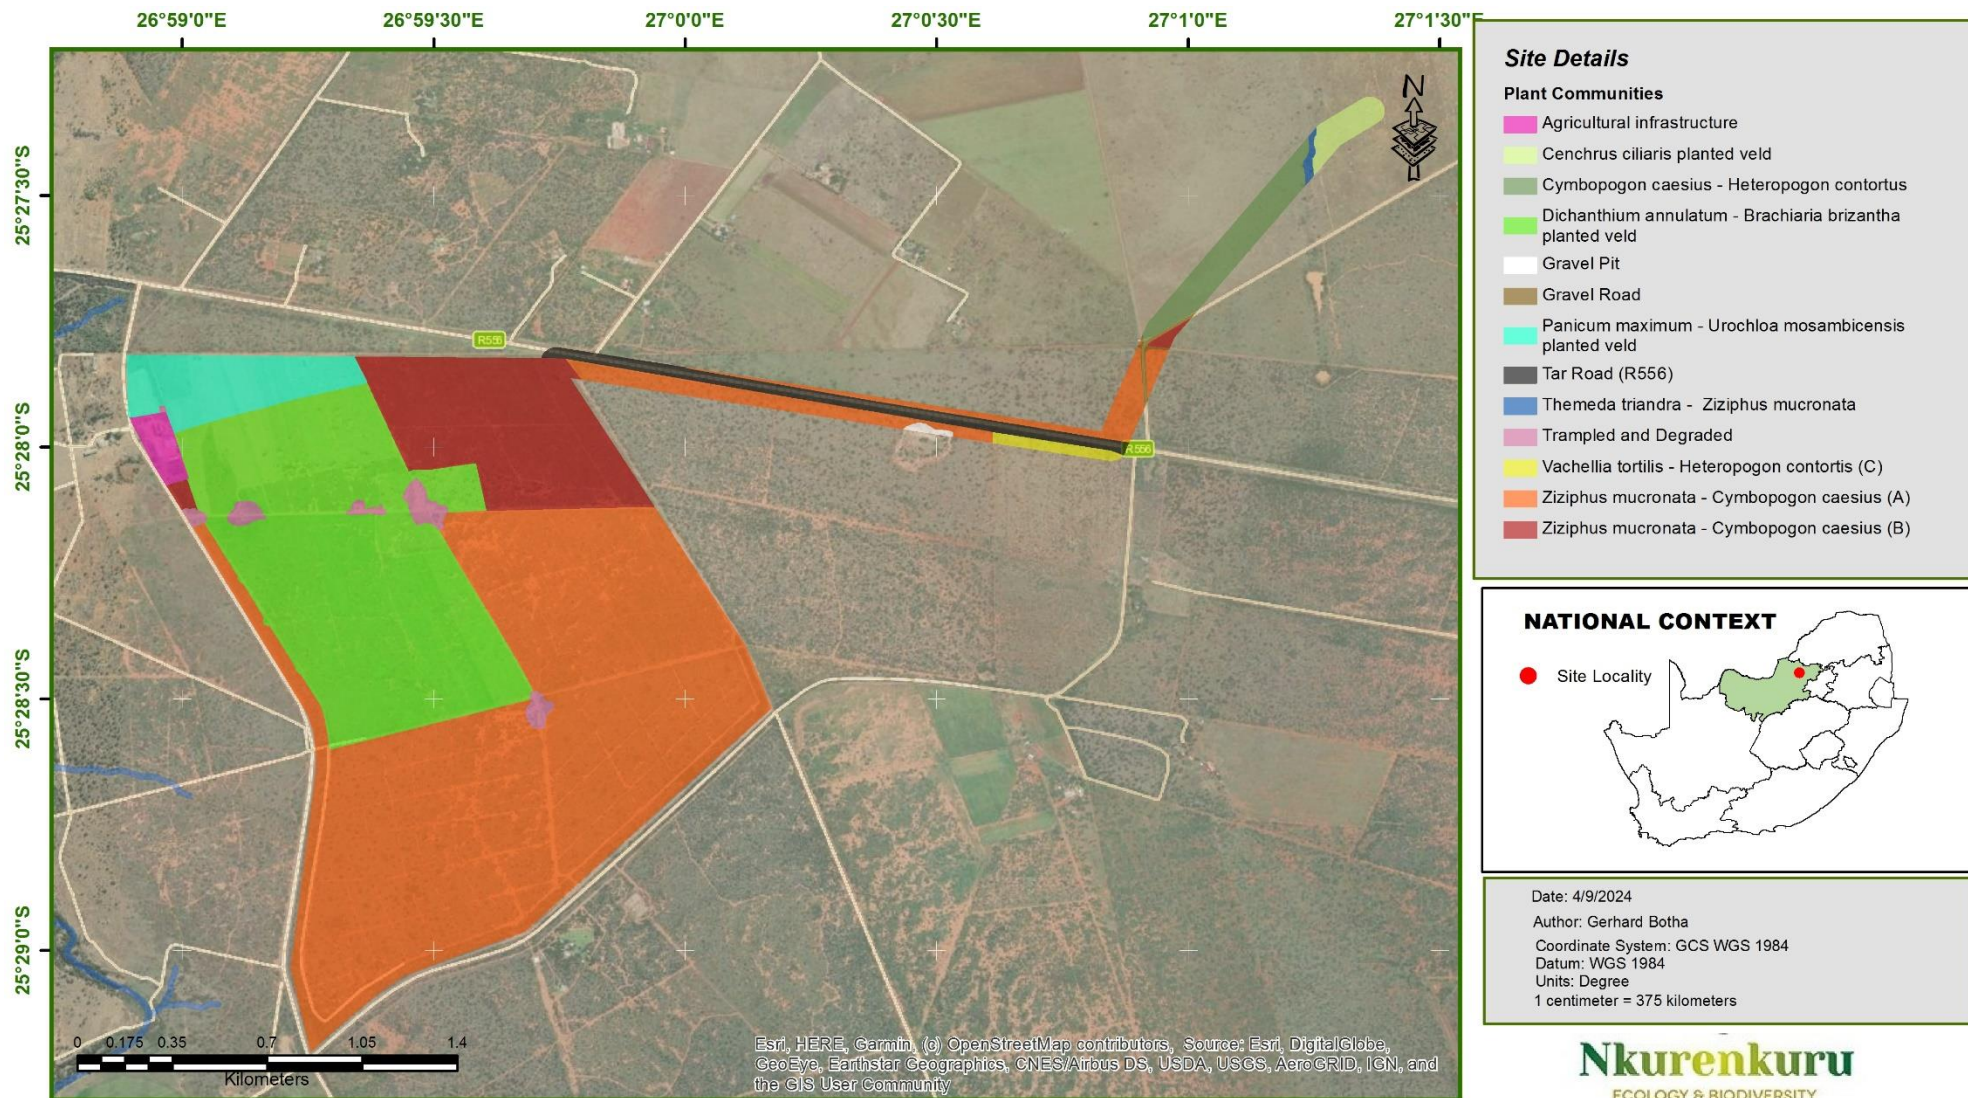 26°59'0"E 26°59'30"E 27°0'0"E 27°0'30"E 27°1'0"E 27°1'30"E
25°27'30"S
25°28'0"S
25°28'30"S
25°29'0"S
N
R556
R556
0 0.175 0.35 0.7 1.05 1.4
Kilometers
Esri, HERE, Garmin, (c) OpenStreetMap contributors, Source: Esri, DigitalGlobe,
GeoEye, Earthstar Geographics, CNES/Airbus DS, USDA, USGS, AeroGRID, IGN, and
the GIS User Community
Site Details
Plant Communities
Agricultural infrastructure
Cenchrus ciliaris planted veld
Cymbopogon caesius - Heteropogon contortus
Dichanthium annulatum - Brachiaria brizantha
planted veld
Gravel Pit
Gravel Road
Panicum maximum - Urochloa mosambicensis
planted veld
Tar Road (R556)
Themeda triandra - Ziziphus mucronata
Trampled and Degraded
Vachellia tortilis - Heteropogon contortis (C)
Ziziphus mucronata - Cymbopogon caesius (A)
Ziziphus mucronata - Cymbopogon caesius (B)
NATIONAL CONTEXT
Site Locality
Date: 4/9/2024
Author: Gerhard Botha
Coordinate System: GCS WGS 1984
Datum: WGS 1984
Units: Degree
1 centimeter = 375 kilometers
Nkurenkuru
ECOLOGY & BIODIVERSITY